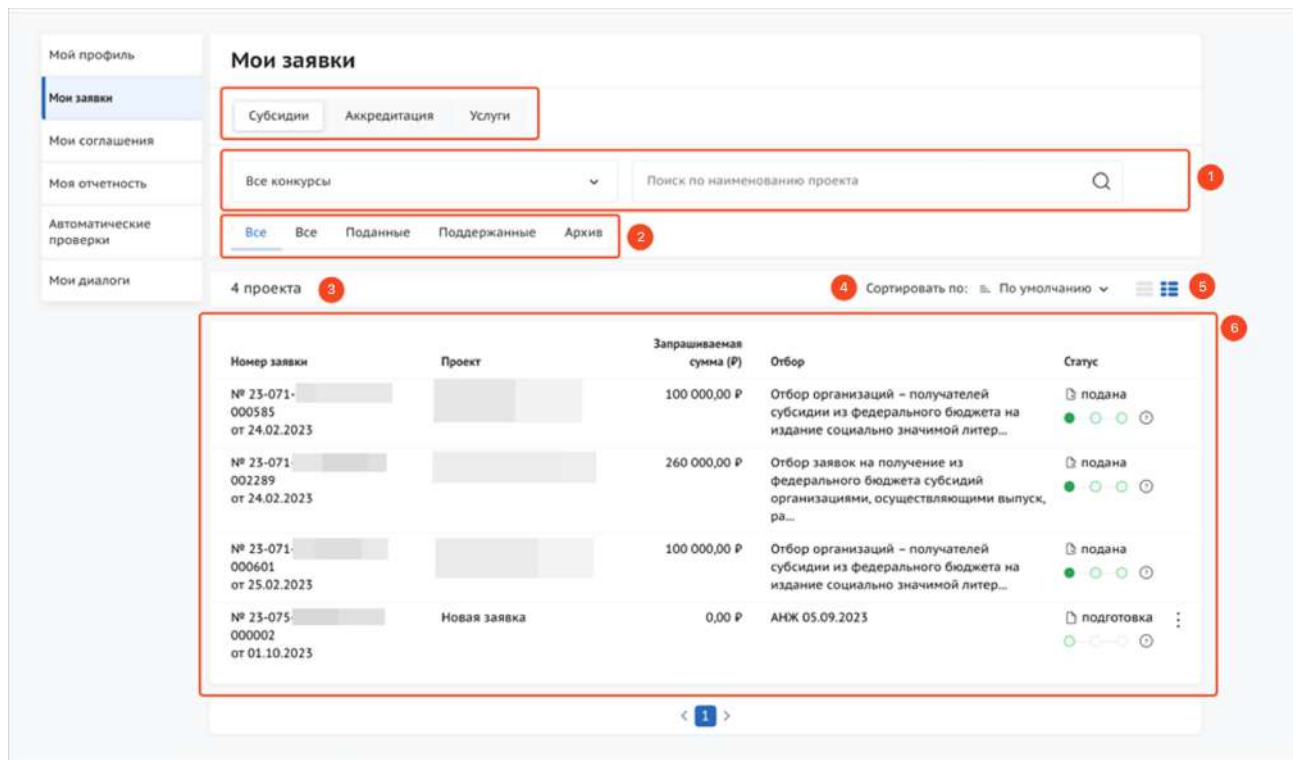 Мой профиль
Мои заявки
Мои соглашения
Моя отчетность
Автоматические
проверки
Мои диалоги
Мои заявки
Субсидии Аккредитация Услуги
Все конкурсы Поиск по наименованию проекта 1
Все Все Поданные Поддержанные Архив 2
4 проекта 3 4 Сортировать по: По умолчанию 5
6
Запрашиваемая
Номер заявки Проект сумма (₽) Отбор Статус
№ 23-071- 100 000,00 ₽ Отбор организаций – получателей подана
000585 субсидии из федерального бюджета на
от 24.02.2023 издание социально значимой литер...
№ 23-071- 260 000,00 ₽ Отбор заявок на получение из подана
002289 федерального бюджета субсидий
от 24.02.2023 организациями, осуществляющими выпуск,
ра...
№ 23-071- 100 000,00 ₽ Отбор организаций – получателей подана
000601 субсидии из федерального бюджета на
от 25.02.2023 издание социально значимой литер...
№ 23-075- Новая заявка 0,00 ₽ АНЖ 05.09.2023 подготовка
000002
от 01.10.2023
< 1 >